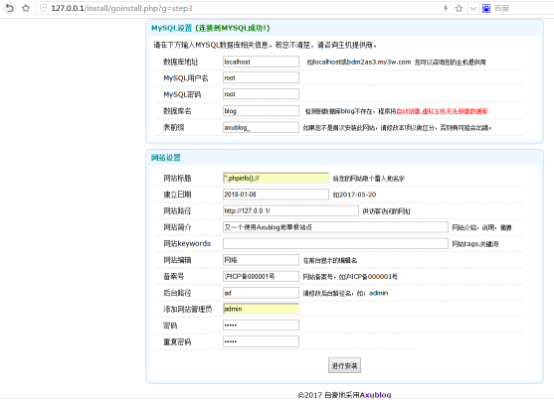 127.0.0.1/install/goinstall.php?g=step3
百度
MySQL设置 (连接到MYSQL成功!)
请在下方输入MYSQL数据库相关信息。若您不清楚，请咨询主机提供商。
数据库地址 localhost 如localhost或bdm2as3.my3w.com 您可以咨询您的主机提供商
MySQL用户名 root
MySQL密码 root
数据库名 blog 检测到数据库blog不存在，程序将自动创建,虚拟主机无法创建数据库
表前缀 axublog_ 如果您不是首次安装此网站，请修改本项以做区分，否则有可能会出错。
网站设置
网站标题 ";phpinfo();// 给您的网站取个富人地名字
建立日期 2018-01-08 如2017-05-20
网站路径 http://127.0.0.1/ 供访客访问的网址
网站简介 又一个使用Axublog地草根站点 网站介绍，说明，摘要
网站keywords 网站tags,关键词
网站编辑 网络 在前台显示的编辑名
备案号 沪ICP备000001号 网站备案号，如沪ICP备000001号
后台路径 ad 请修改后台路径名，如：admin
添加网站管理员 admin
密码 •••••
重复密码 •••••
进行安装
©2017 自豪地采用Axublog